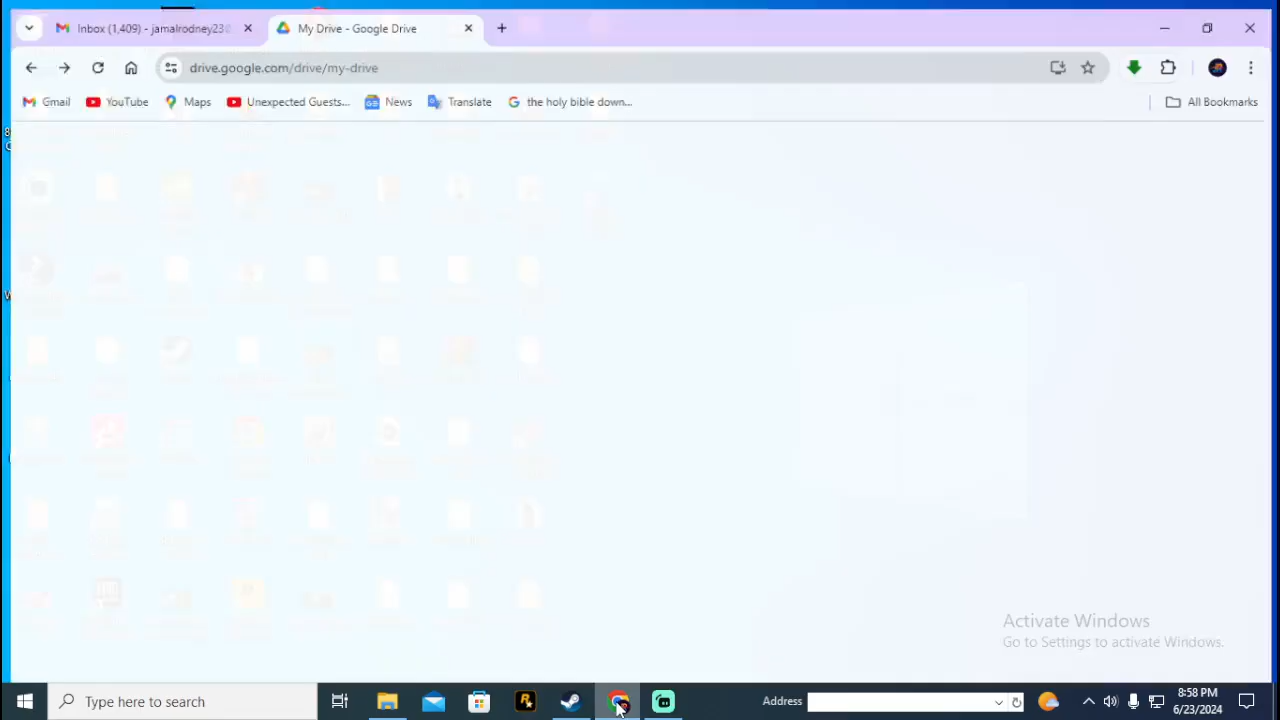 Inbox (1,409) - jamalrodney23@
My Drive - Google Drive
drive.google.com/drive/my-drive
Gmail YouTube Maps Unexpected Guests... News Translate the holy bible down... All Bookmarks
Activate Windows
Go to Settings to activate Windows.
Type here to search
Address
8:58 PM
6/23/2024